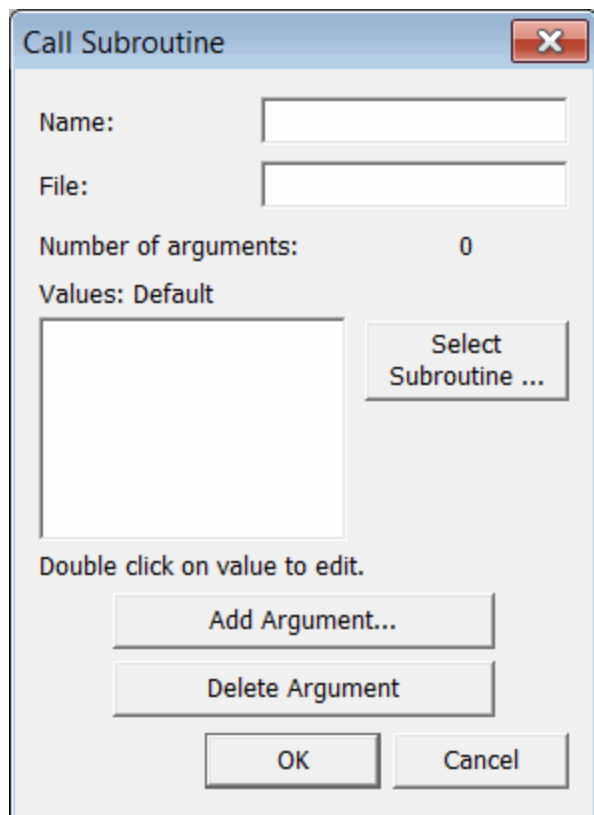 Call Subroutine
Name:
File:
Number of arguments: 0
Values: Default
Select
Subroutine ...
Double click on value to edit.
Add Argument...
Delete Argument
OK Cancel